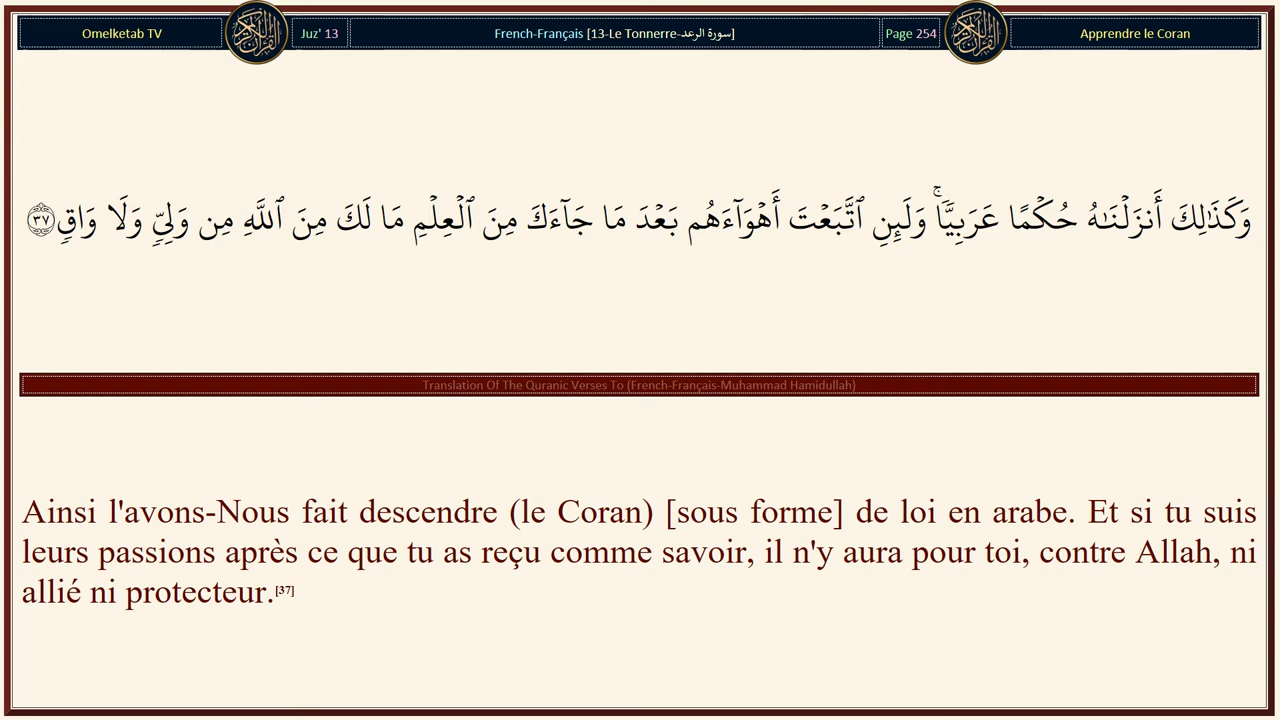 Omelketab TV
Juz' 13
French-Français [13-Le Tonnerre-سورة الرعد]
Page 254
Apprendre le Coran
وَكَذَٰلِكَ أَنزَلْنَٰهُ حُكْمًا عَرَبِيًّا ۚ وَلَئِنِ ٱتَّبَعْتَ أَهْوَآءَهُم بَعْدَ مَا جَآءَكَ مِنَ ٱلْعِلْمِ مَا لَكَ مِنَ ٱللَّهِ مِن وَلِىٍّ وَلَا وَاقٍ ٣٧
Translation Of The Quranic Verses To (French-Français-Muhammad Hamidullah)
Ainsi l'avons-Nous fait descendre (le Coran) [sous forme] de loi en arabe. Et si tu suis
leurs passions après ce que tu as reçu comme savoir, il n'y aura pour toi, contre Allah, ni
allié ni protecteur.[37]